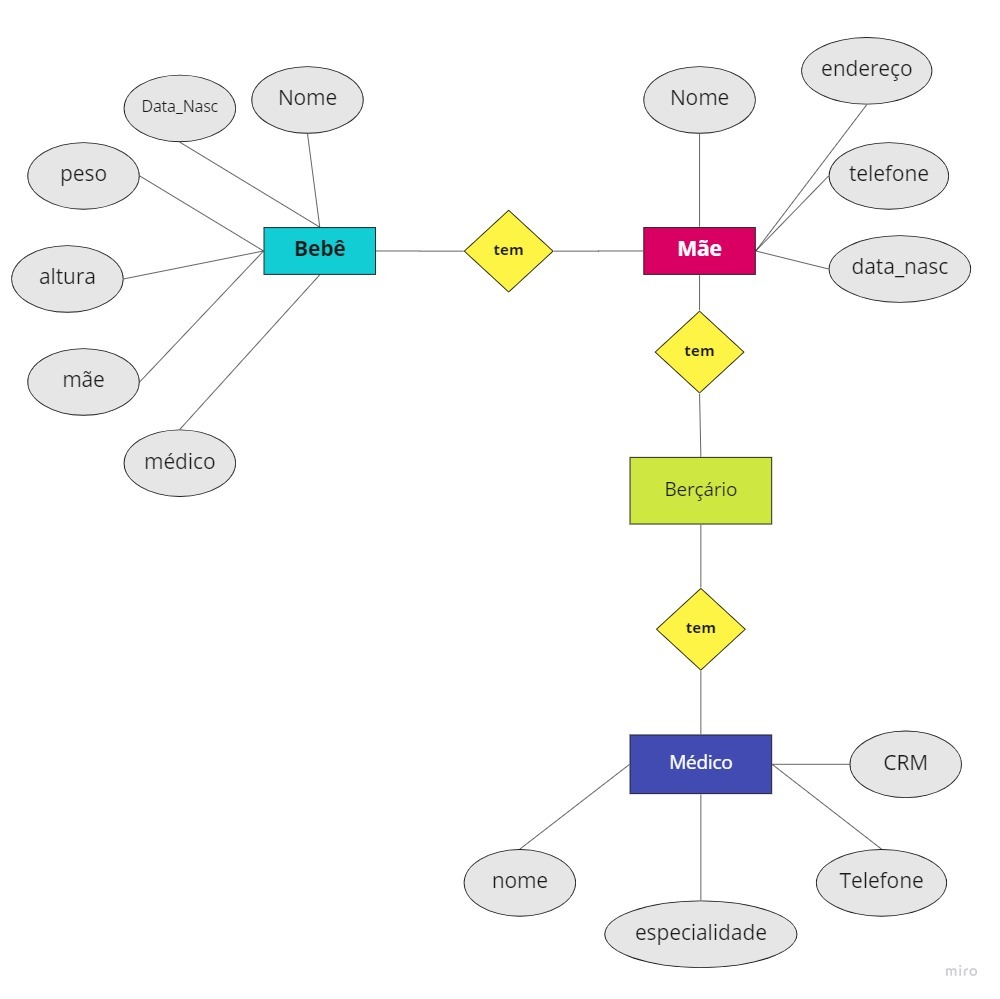 endereço
Nome
Nome
Data_Nasc
peso
telefone
Bebê
tem
Mãe
altura
data_nasc
tem
mãe
médico
Berçário
tem
Médico
CRM
nome
Telefone
especialidade
miro